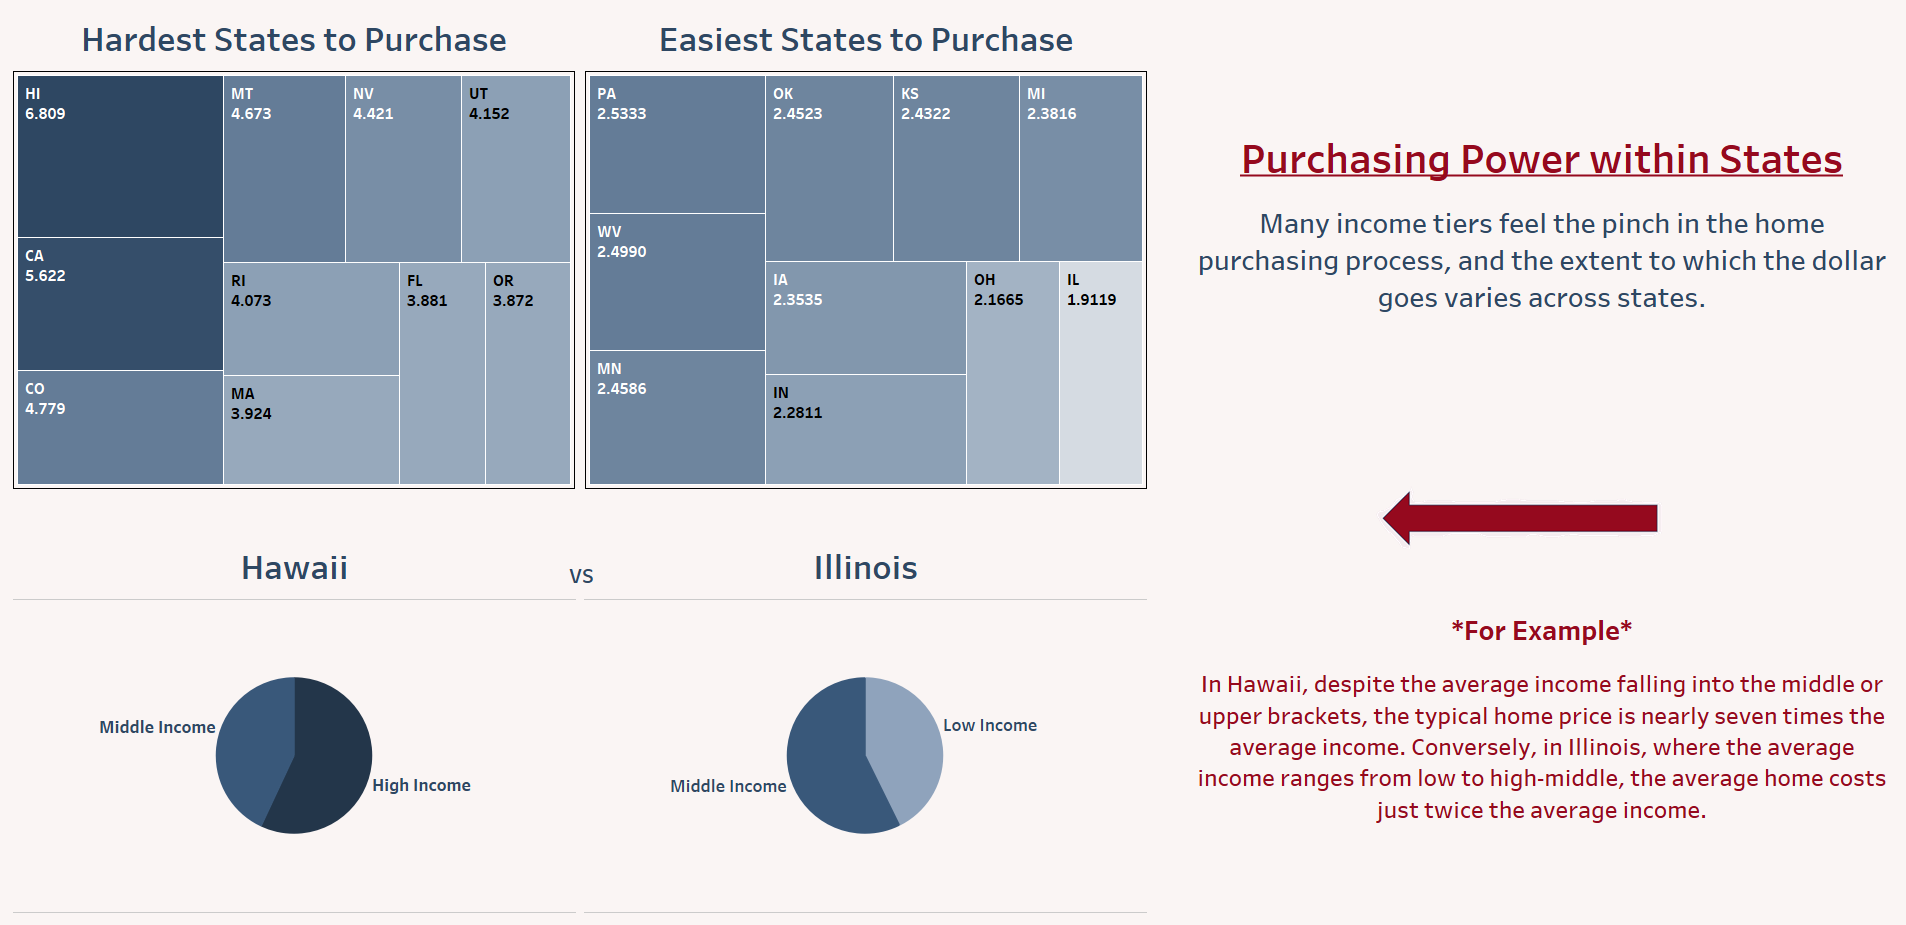 Hardest States to Purchase
HI
6.809
CA
5.622
CO
4.779
MT
4.673
NV
4.421
UT
4.152
RI
4.073
MA
3.924
FL
3.881
OR
3.872
Easiest States to Purchase
PA
2.5333
WV
2.4990
MN
2.4586
OK
2.4523
KS
2.4322
MI
2.3816
IA
2.3535
IN
2.2811
OH
2.1665
IL
1.9119
Purchasing Power within States
Many income tiers feel the pinch in the home
purchasing process, and the extent to which the dollar
goes varies across states.
Hawaii
vs
Illinois
Middle Income
High Income
Low Income
Middle Income
*For Example*
In Hawaii, despite the average income falling into the middle or
upper brackets, the typical home price is nearly seven times the
average income. Conversely, in Illinois, where the average
income ranges from low to high-middle, the average home costs
just twice the average income.